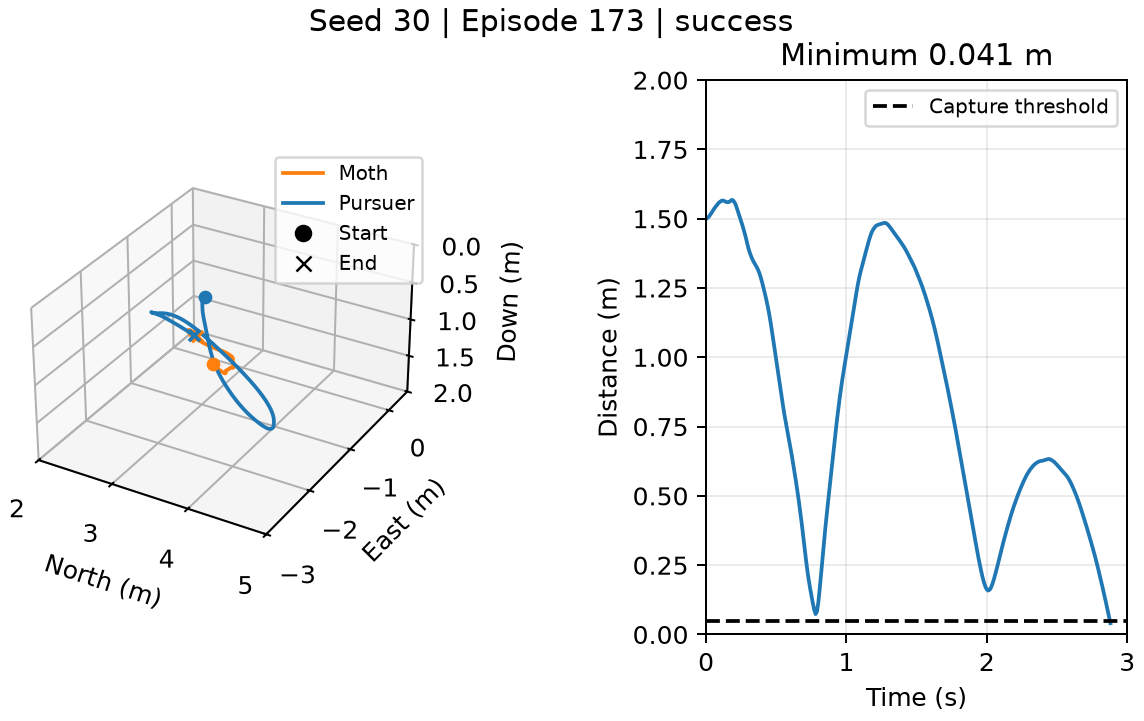 Seed 30 | Episode 173 | success
Moth
Pursuer
Start
End
0.0
0.5
1.0
1.5
2.0
Down (m)
0
−1
−2
−3
East (m)
2
3
4
5
North (m)
Minimum 0.041 m
Capture threshold
2.00
1.75
1.50
1.25
1.00
0.75
0.50
0.25
0.00
Distance (m)
0
1
2
3
Time (s)